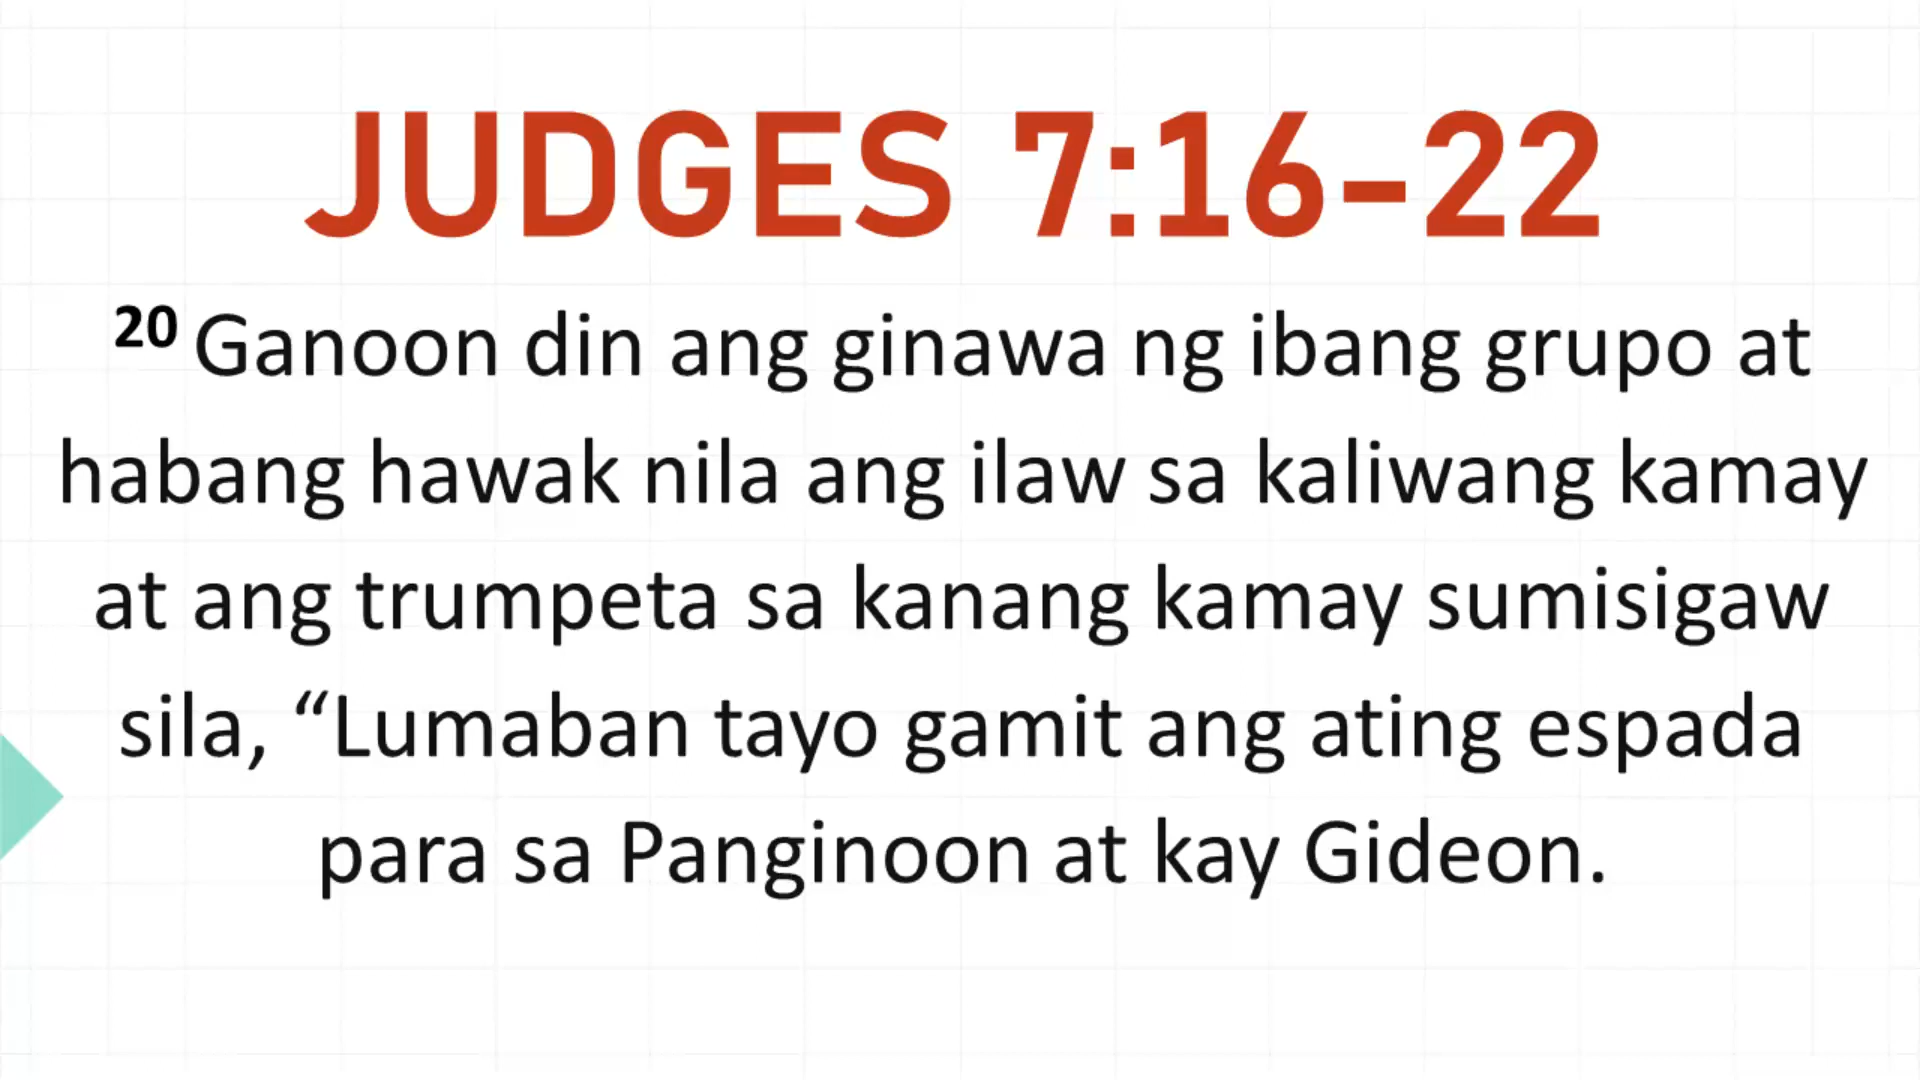 JUDGES 7:16-22
20 Ganoon din ang ginawa ng ibang grupo at
habang hawak nila ang ilaw sa kaliwang kamay
at ang trumpeta sa kanang kamay sumisigaw
sila, “Lumaban tayo gamit ang ating espada
para sa Panginoon at kay Gideon.